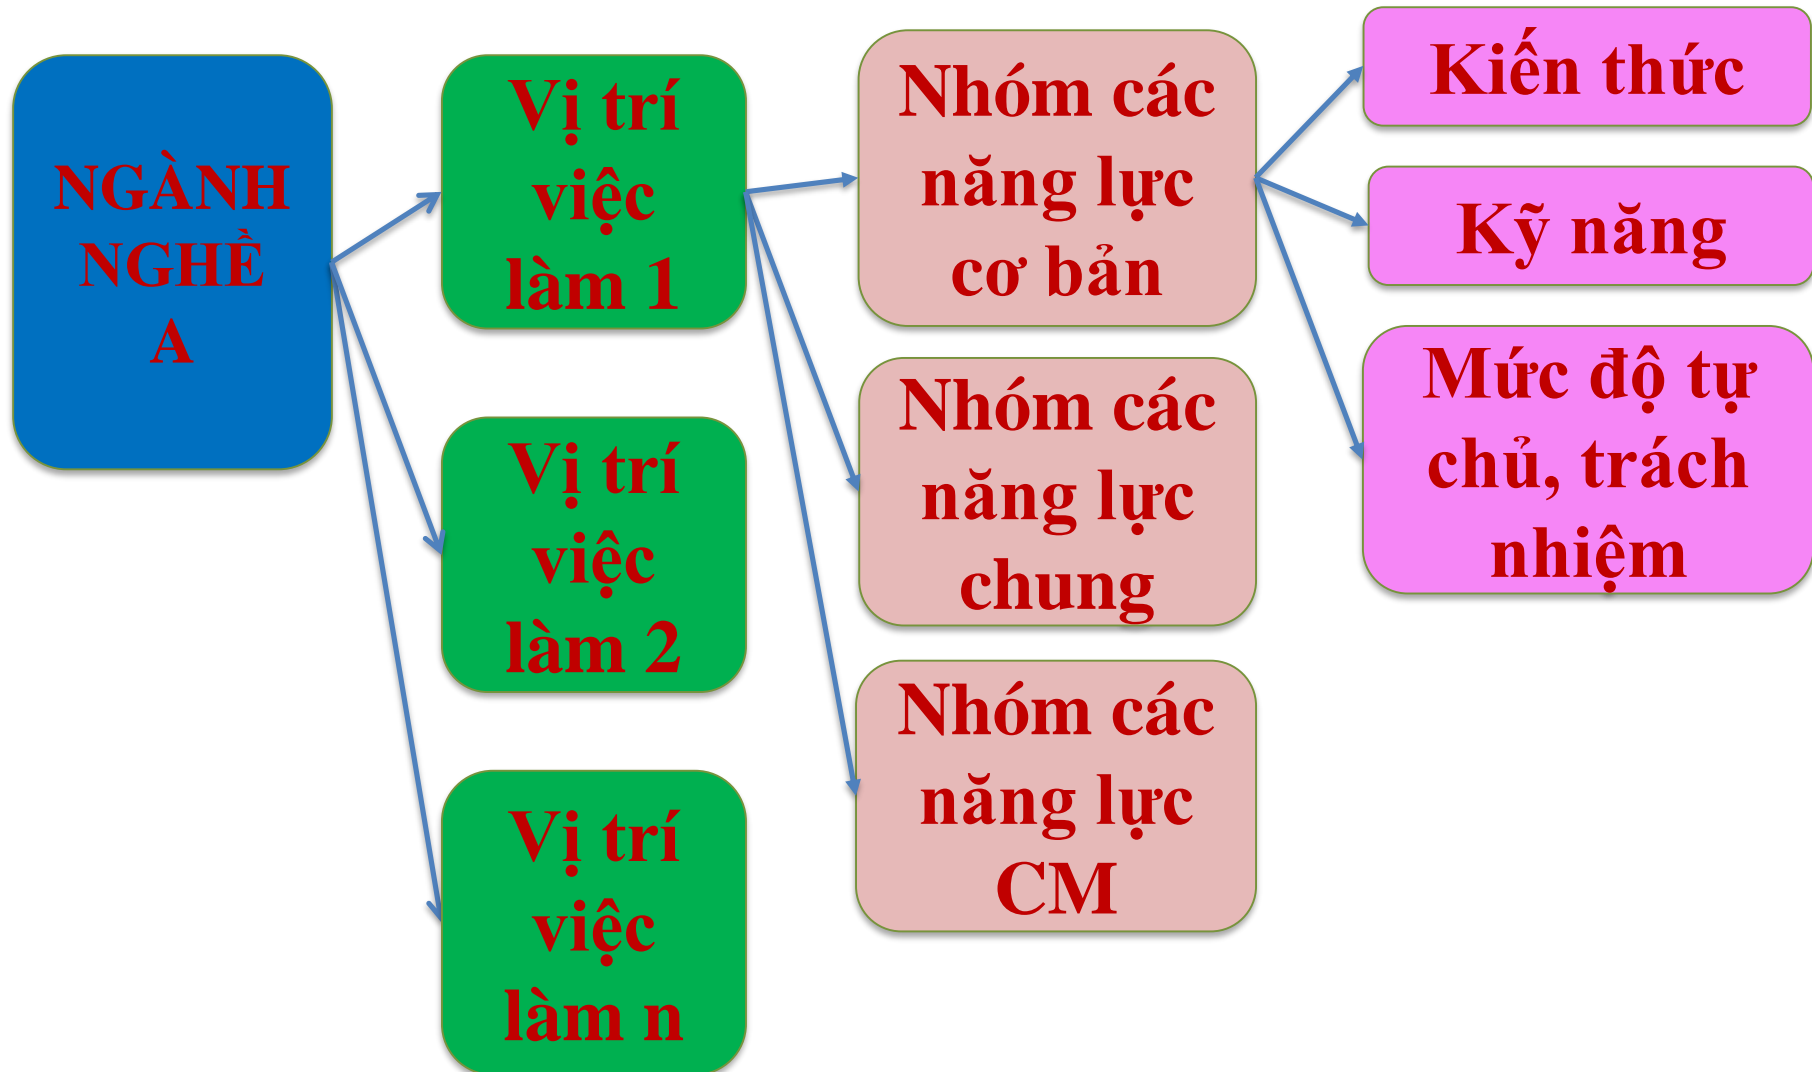 NGÀNH
NGHỀ
A
Vị trí
việc
làm 1
Vị trí
việc
làm 2
Vị trí
việc
làm n
Nhóm các
năng lực
cơ bản
Nhóm các
năng lực
chung
Nhóm các
năng lực
CM
Kiến thức
Kỹ năng
Mức độ tự
chủ, trách
nhiệm